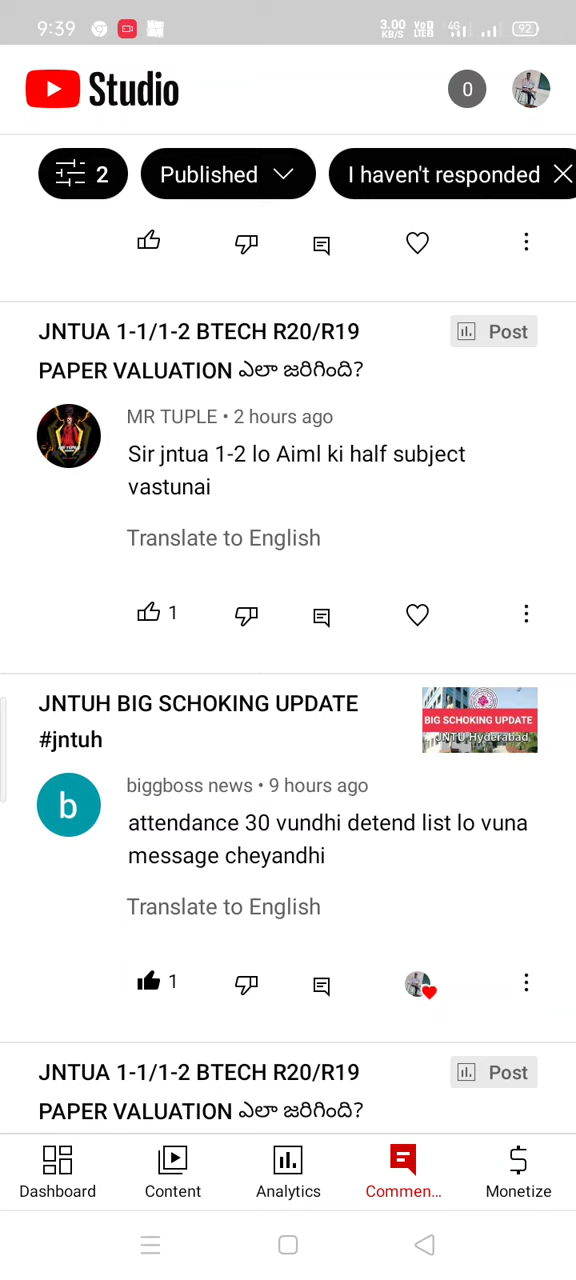 9:39 3.00 KB/S VoD LTE 4G 92
Studio 0
2 Published I haven't responded
JNTUA 1-1/1-2 BTECH R20/R19 Post
PAPER VALUATION ఎలా జరిగింది?
MR TUPLE • 2 hours ago
Sir jntua 1-2 lo Aiml ki half subject
vastunai
Translate to English
1
JNTUH BIG SCHOKING UPDATE
#jntuh
BIG SCHOKING UPDATE
JNTU Hyderabad
b
biggboss news • 9 hours ago
attendance 30 vundhi detend list lo vuna
message cheyandhi
Translate to English
1
JNTUA 1-1/1-2 BTECH R20/R19 Post
PAPER VALUATION ఎలా జరిగింది?
Dashboard Content Analytics Commen... Monetize